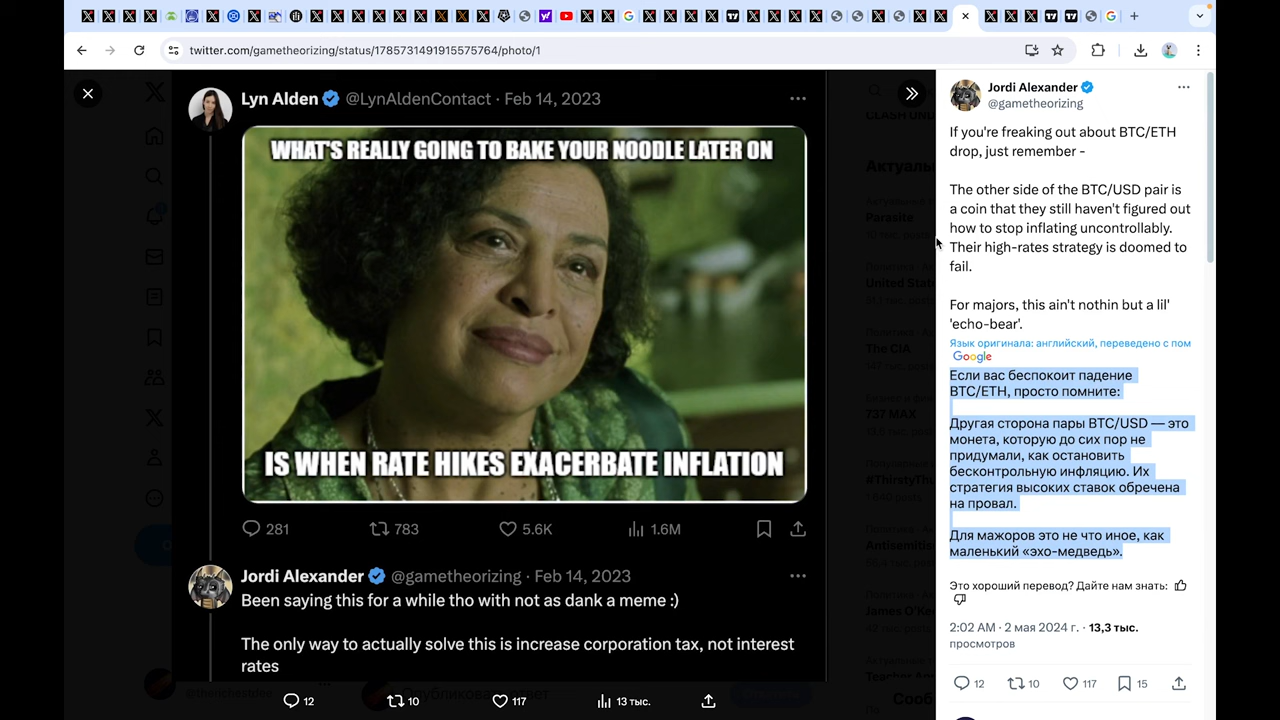 twitter.com/gametheorizing/status/1785731491915575764/photo/1
Lyn Alden @LynAldenContact · Feb 14, 2023
WHAT'S REALLY GOING TO BAKE YOUR NOODLE LATER ON
IS WHEN RATE HIKES EXACERBATE INFLATION
281 783 5.6K 1.6M
Jordi Alexander @gametheorizing · Feb 14, 2023
Been saying this for a while tho with not as dank a meme :)
The only way to actually solve this is increase corporation tax, not interest
rates
12 10 117 13 тыс.
Parasite
United Stat
The CIA
737 MAX
#ThirstyTh
Antisemitis
James O'Ke
Jordi Alexander
@gametheorizing
If you're freaking out about BTC/ETH
drop, just remember -
The other side of the BTC/USD pair is
a coin that they still haven't figured out
how to stop inflating uncontrollably.
Their high-rates strategy is doomed to
fail.
For majors, this ain't nothin but a lil'
'echo-bear'.
Язык оригинала: английский, переведено с пом
Google
Если вас беспокоит падение
BTC/ETH, просто помните:
Другая сторона пары BTC/USD — это
монета, которую до сих пор не
придумали, как остановить
бесконтрольную инфляцию. Их
стратегия высоких ставок обречена
на провал.
Для мажоров это не что иное, как
маленький «эхо-медведь».
Это хороший перевод? Дайте нам знать:
2:02 AM · 2 мая 2024 г. · 13,3 тыс.
просмотров
12 10 117 15